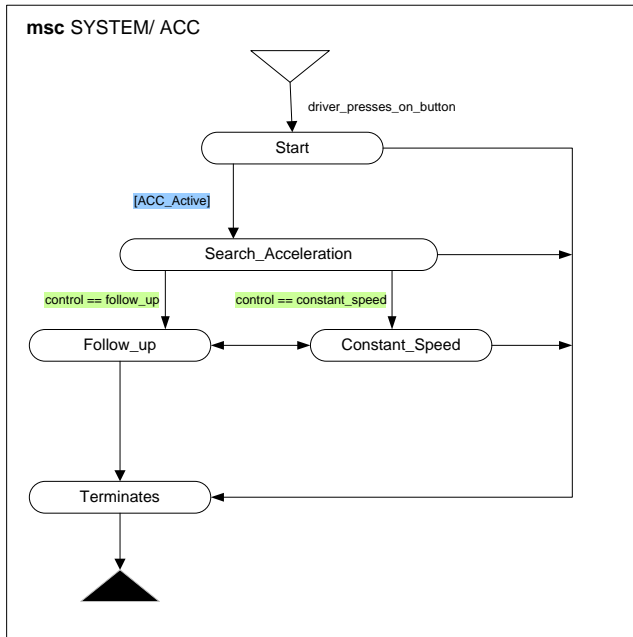 msc SYSTEM/ ACC
driver_presses_on_button
Start
[ACC_Active]
Search_Acceleration
control == follow_up
control == constant_speed
Follow_up
Constant_Speed
Terminates